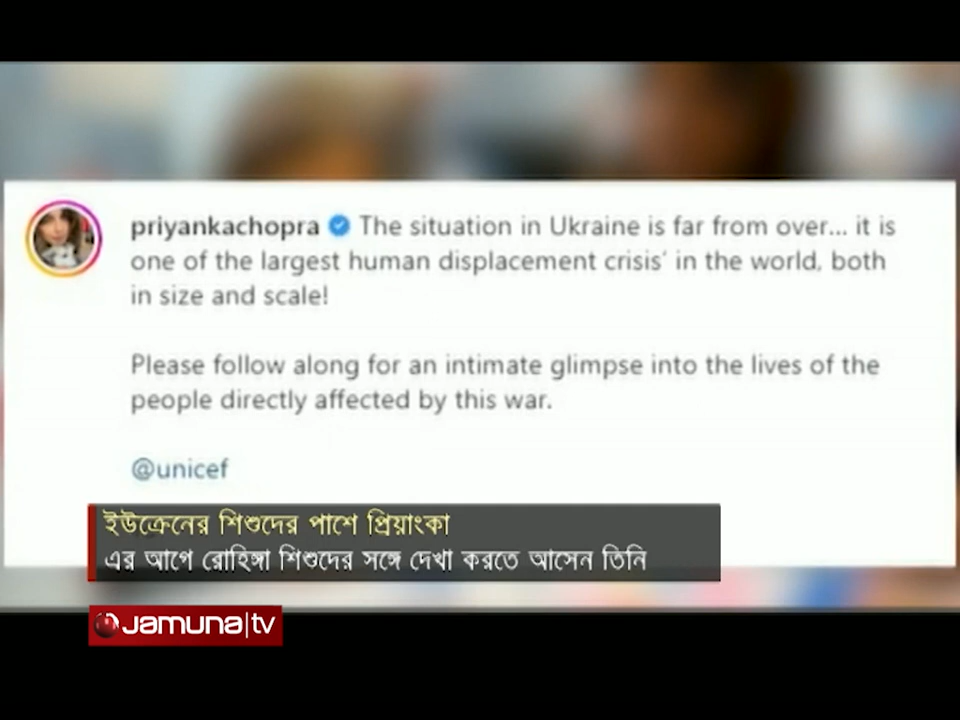 priyankachopra The situation in Ukraine is far from over... it is
one of the largest human displacement crisis' in the world, both
in size and scale!
Please follow along for an intimate glimpse into the lives of the
people directly affected by this war.
@unicef
ইউক্রেনের শিশুদের পাশে প্রিয়াংকা
এর আগে রোহিঙ্গা শিশুদের সঙ্গে দেখা করতে আসেন তিনি
Jamuna|tv